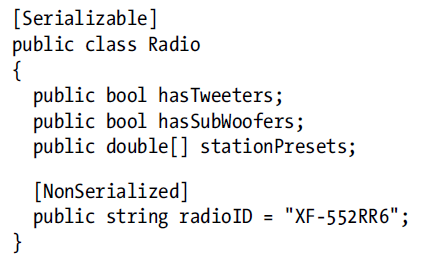 [Serializable]
public class Radio
{
  public bool hasTweeters;
  public bool hasSubWoofers;
  public double[] stationPresets;

  [NonSerialized]
  public string radioID = "XF-552RR6";
}